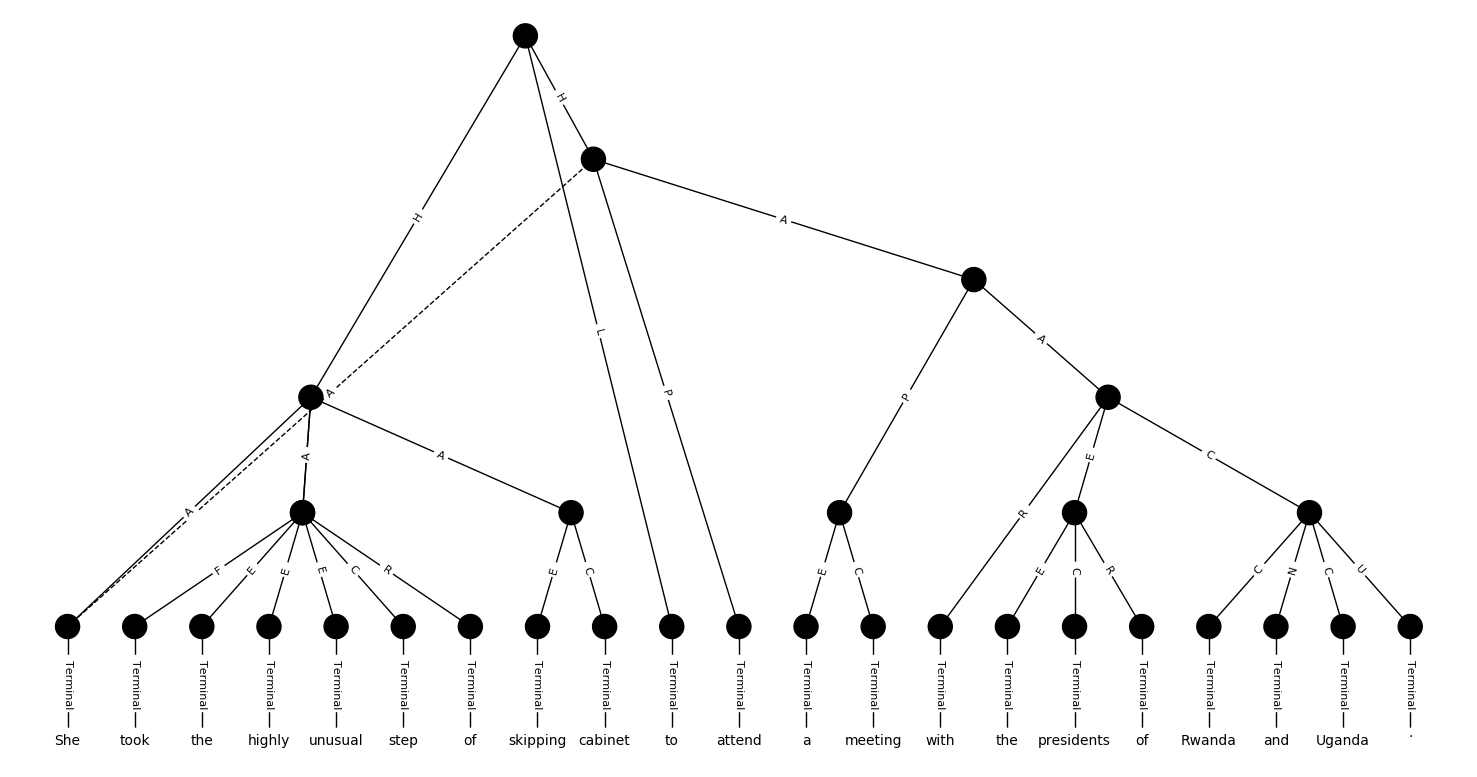 H
H
A
H
L
A
P
A
P
A
A
E
C
A
R
F
E
E
E
C
R
E
C
E
C
E
C
R
C
N
C
U
Terminal Terminal Terminal Terminal Terminal Terminal Terminal Terminal Terminal Terminal Terminal Terminal Terminal Terminal Terminal Terminal Terminal Terminal Terminal Terminal Terminal
She took the highly unusual step of skipping cabinet to attend a meeting with the presidents of Rwanda and Uganda .